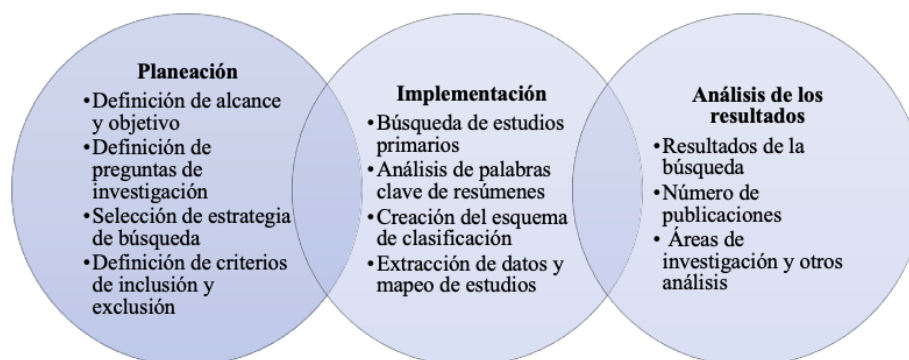 Planeación
•Definición de alcance
y objetivo
•Definición de
preguntas de
investigación
•Selección de estrategia
de búsqueda
•Definición de criterios
de inclusión y
exclusión
Implementación
•Búsqueda de estudios
primarios
•Análisis de palabras
clave de resúmenes
•Creación del esquema
de clasificación
•Extracción de datos y
mapeo de estudios
Análisis de los
resultados
•Resultados de la
búsqueda
•Número de
publicaciones
• Áreas de
investigación y otros
análisis